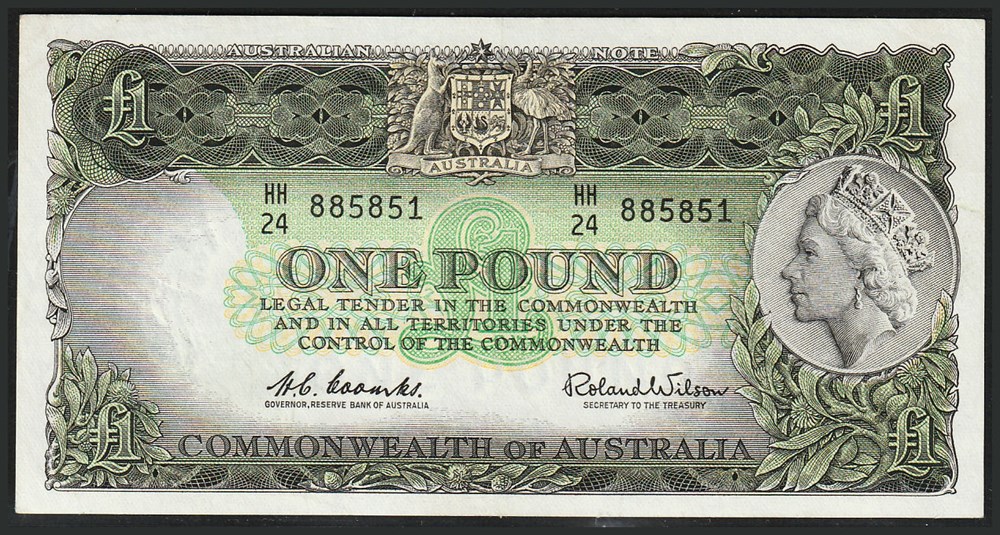 AUSTRALIAN NOTE
£1 £1
AUSTRALIA
HH 24 885851 HH 24 885851
ONE POUND
LEGAL TENDER IN THE COMMONWEALTH
AND IN ALL TERRITORIES UNDER THE
CONTROL OF THE COMMONWEALTH
H.C. Coombs. Roland Wilson
GOVERNOR, RESERVE BANK OF AUSTRALIA SECRETARY TO THE TREASURY
£1 £1
COMMONWEALTH OF AUSTRALIA